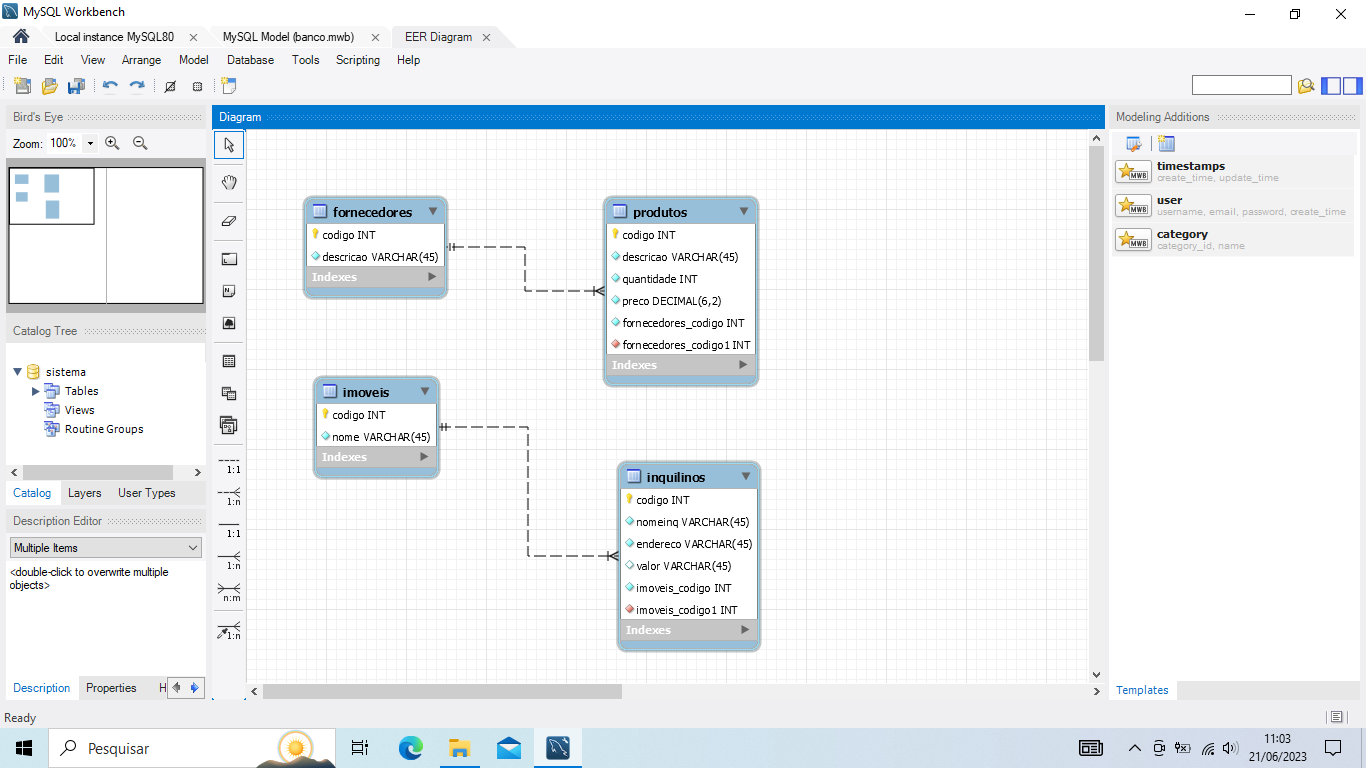 MySQL Workbench
Local instance MySQL80
MySQL Model (banco.mwb)
EER Diagram
File Edit View Arrange Model Database Tools Scripting Help
Bird's Eye
Zoom: 100%
Catalog Tree
sistema
Tables
Views
Routine Groups
Catalog Layers User Types
Description Editor
Multiple Items
<double-click to overwrite multiple
objects>
Description Properties H
Diagram
1:1
1:n
1:1
1:n
n:m
1:n
fornecedores
codigo INT
descricao VARCHAR(45)
Indexes
produtos
codigo INT
descricao VARCHAR(45)
quantidade INT
preco DECIMAL(6,2)
fornecedores_codigo INT
fornecedores_codigo1 INT
Indexes
imoveis
codigo INT
nome VARCHAR(45)
Indexes
inquilinos
codigo INT
nomeinq VARCHAR(45)
endereco VARCHAR(45)
valor VARCHAR(45)
imoveis_codigo INT
imoveis_codigo1 INT
Indexes
Modeling Additions
MWB
timestamps
create_time, update_time
MWB
user
username, email, password, create_time
MWB
category
category_id, name
Templates
Ready
Pesquisar
11:03
21/06/2023